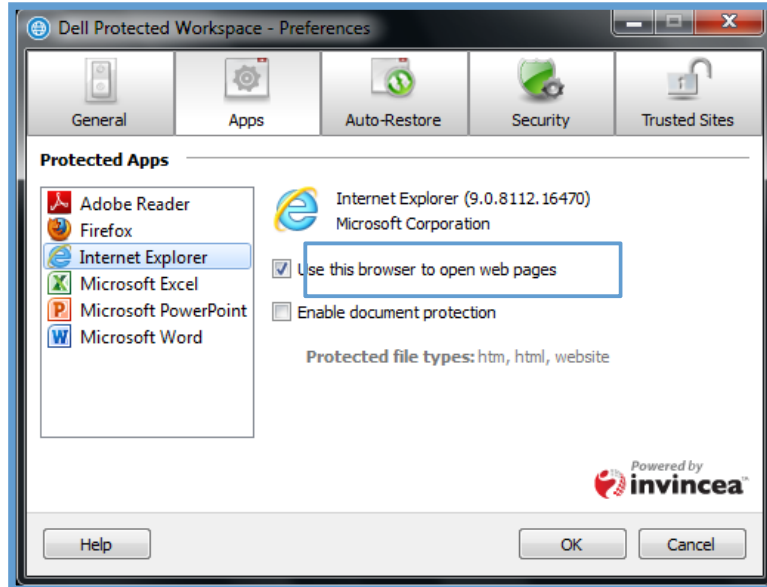 Dell Protected Workspace - Preferences
General
Apps
Auto-Restore
Security
Trusted Sites
Protected Apps
Adobe Reader
Firefox
Internet Explorer
Microsoft Excel
Microsoft PowerPoint
Microsoft Word
Internet Explorer (9.0.8112.16470)
Microsoft Corporation
Use this browser to open web pages
Enable document protection
Protected file types: htm, html, website
Powered by
invincea™
Help
OK
Cancel